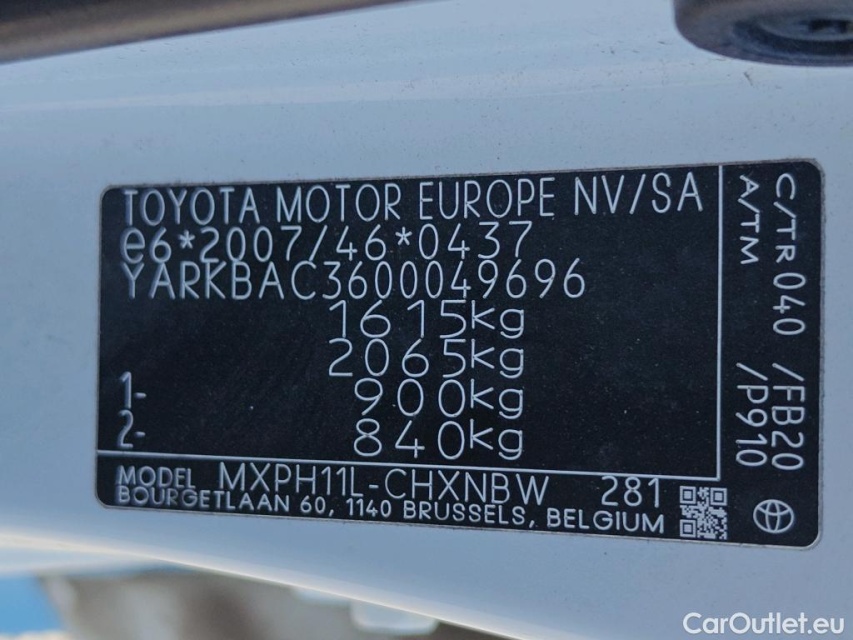 TOYOTA MOTOR EUROPE NV/SA
e6*2007/46*0437
YARKBAC3600049696
1615kg
2065kg
1- 900kg
2- 840kg
C/TR 040 /FB20
A/TM /P910
MODEL MXPH11L-CHXNBW 281
BOURGETLAAN 60, 1140 BRUSSELS, BELGIUM
CarOutlet.eu